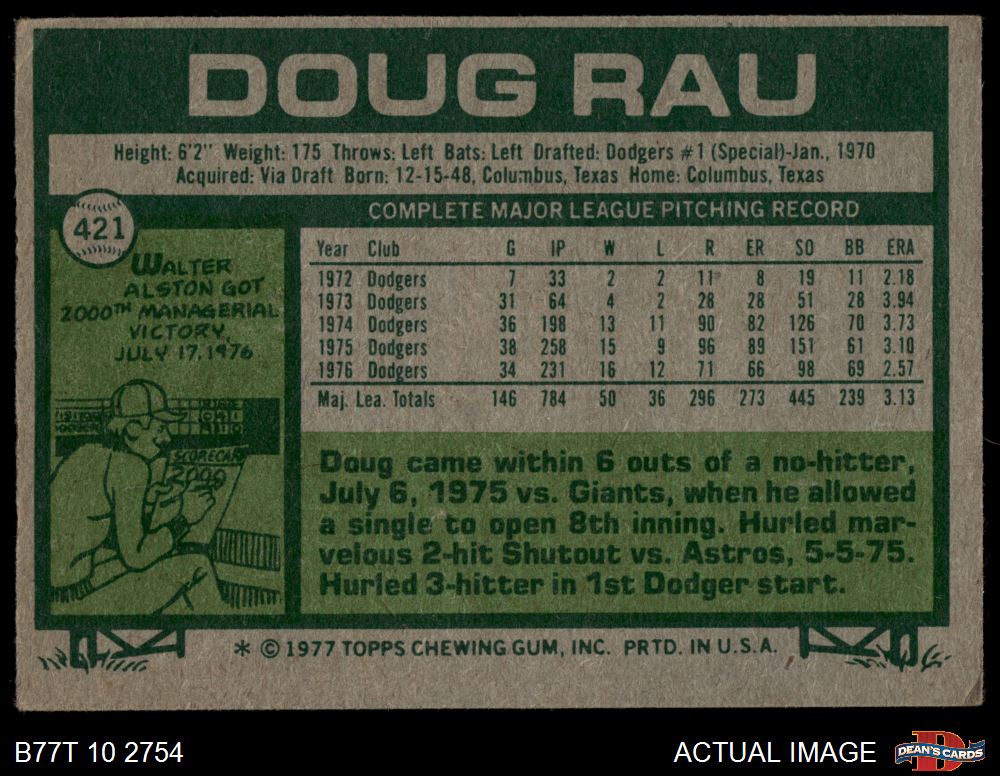 DOUG RAU
Height: 6'2" Weight: 175 Throws: Left Bats: Left Drafted: Dodgers #1 (Special)-Jan., 1970
Acquired: Via Draft Born: 12-15-48, Columbus, Texas Home: Columbus, Texas
421
WALTER
ALSTON GOT
2000TH MANAGERIAL
VICTORY,
JULY 17, 1976
SCORECARD
2000
COMPLETE MAJOR LEAGUE PITCHING RECORD
Year Club G IP W L R ER SO BB ERA
1972 Dodgers 7 33 2 2 11 8 19 11 2.18
1973 Dodgers 31 64 4 2 28 28 51 28 3.94
1974 Dodgers 36 198 13 11 90 82 126 70 3.73
1975 Dodgers 38 258 15 9 96 89 151 61 3.10
1976 Dodgers 34 231 16 12 71 66 98 69 2.57
Maj. Lea. Totals 146 784 50 36 296 273 445 239 3.13
Doug came within 6 outs of a no-hitter,
July 6, 1975 vs. Giants, when he allowed
a single to open 8th inning. Hurled mar-
velous 2-hit Shutout vs. Astros, 5-5-75.
Hurled 3-hitter in 1st Dodger start.
* © 1977 TOPPS CHEWING GUM, INC. PRTD. IN U.S.A.
B77T 10 2754
ACTUAL IMAGE
DEAN'S CARDS